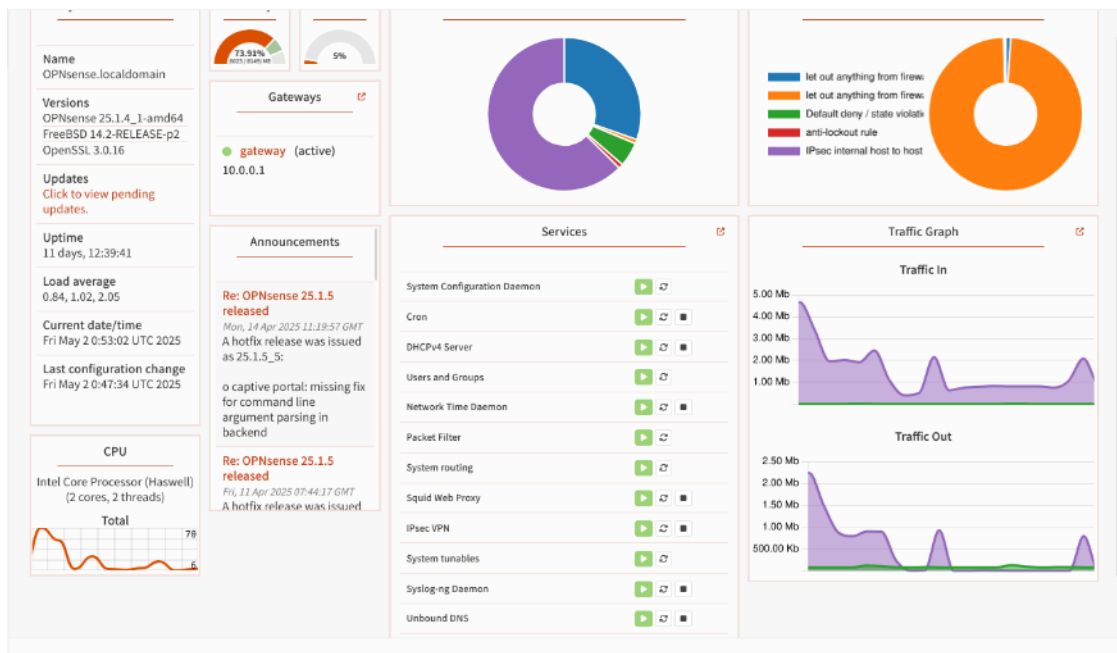 Name
OPNsense.localdomain
Versions
OPNsense 25.1.4_1-amd64
FreeBSD 14.2-RELEASE-p2
OpenSSL 3.0.16
Updates
Click to view pending
updates.
Uptime
11 days, 12:39:41
Load average
0.84, 1.02, 2.05
Current date/time
Fri May 2 0:53:02 UTC 2025
Last configuration change
Fri May 2 0:47:34 UTC 2025
CPU
Intel Core Processor (Haswell)
(2 cores, 2 threads)
Total
78
6
73.91%
5%
Gateways
gateway (active)
10.0.0.1
Announcements
Re: OPNsense 25.1.5
released
Mon, 14 Apr 2025 11:19:57 GMT
A hotfix release was issued
as 25.1.5_5:
o captive portal: missing fix
for command line
argument parsing in
backend
Re: OPNsense 25.1.5
released
Fri, 11 Apr 2025 07:44:17 GMT
A hotfix release was issued
Services
System Configuration Daemon
Cron
DHCPv4 Server
Users and Groups
Network Time Daemon
Packet Filter
System routing
Squid Web Proxy
IPsec VPN
System tunables
Syslog-ng Daemon
Unbound DNS
let out anything from firew
let out anything from firew
Default deny / state violati
anti-lockout rule
IPsec internal host to host
Traffic Graph
Traffic In
5.00 Mb
4.00 Mb
3.00 Mb
2.00 Mb
1.00 Mb
Traffic Out
2.50 Mb
2.00 Mb
1.50 Mb
1.00 Mb
500.00 Kb